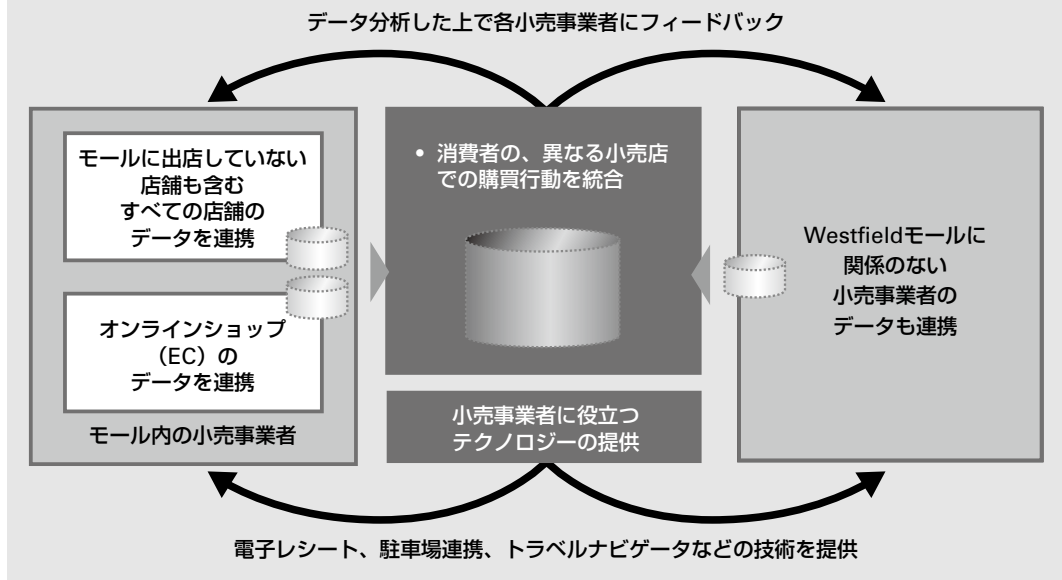 データ分析した上で各小売事業者にフィードバック
モールに出店していない
店舗も含む
すべての店舗の
データを連携
オンラインショップ
（EC）の
データを連携
モール内の小売事業者
• 消費者の、異なる小売店
での購買行動を統合
小売事業者に役立つ
テクノロジーの提供
Westfieldモールに
関係のない
小売事業者の
データも連携
電子レシート、駐車場連携、トラベルナビゲータなどの技術を提供